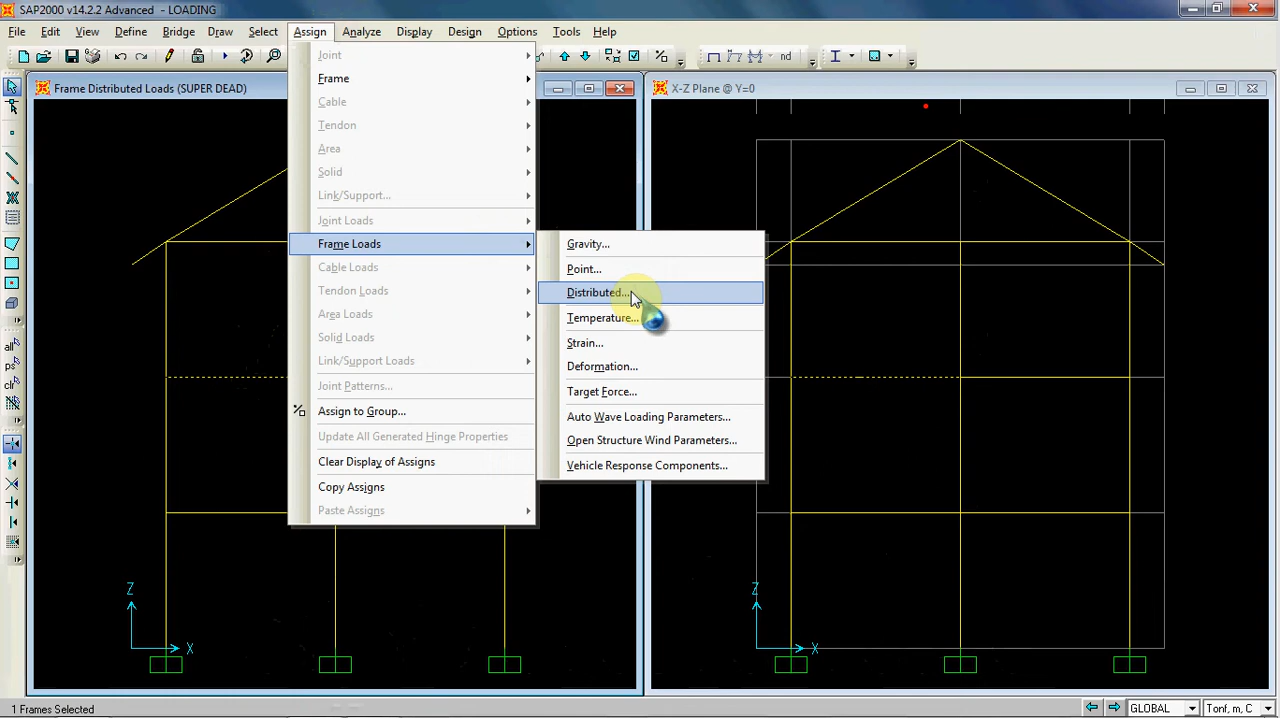 SAP2000 v14.2.2 Advanced - LOADING
File Edit View Define Bridge Draw Select Assign Analyze Display Design Options Tools Help
nd
Frame Distributed Loads (SUPER DEAD)
X-Z Plane @ Y=0
Joint
Frame
Cable
Tendon
Area
Solid
Link/Support...
Joint Loads
Frame Loads
Cable Loads
Tendon Loads
Area Loads
Solid Loads
Link/Support Loads
Joint Patterns...
Assign to Group...
Update All Generated Hinge Properties
Clear Display of Assigns
Copy Assigns
Paste Assigns
Gravity...
Point...
Distributed...
Temperature...
Strain...
Deformation...
Target Force...
Auto Wave Loading Parameters...
Open Structure Wind Parameters...
Vehicle Response Components...
all
ps
clr
Z
X
Z
X
1 Frames Selected
GLOBAL
Tonf, m, C